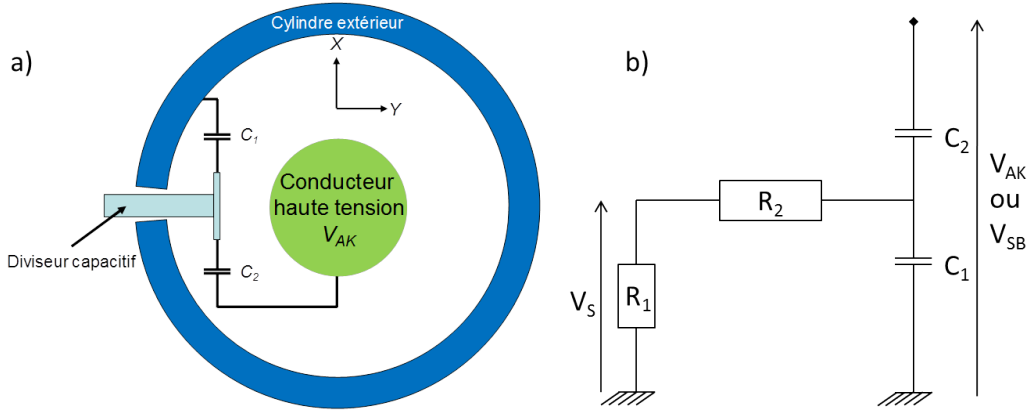 a)
Cylindre extérieur
X
Y
C1
Conducteur
haute tension
VAK
Diviseur capacitif
C2
b)
C2
VAK
ou
VSB
R2
C1
VS
R1